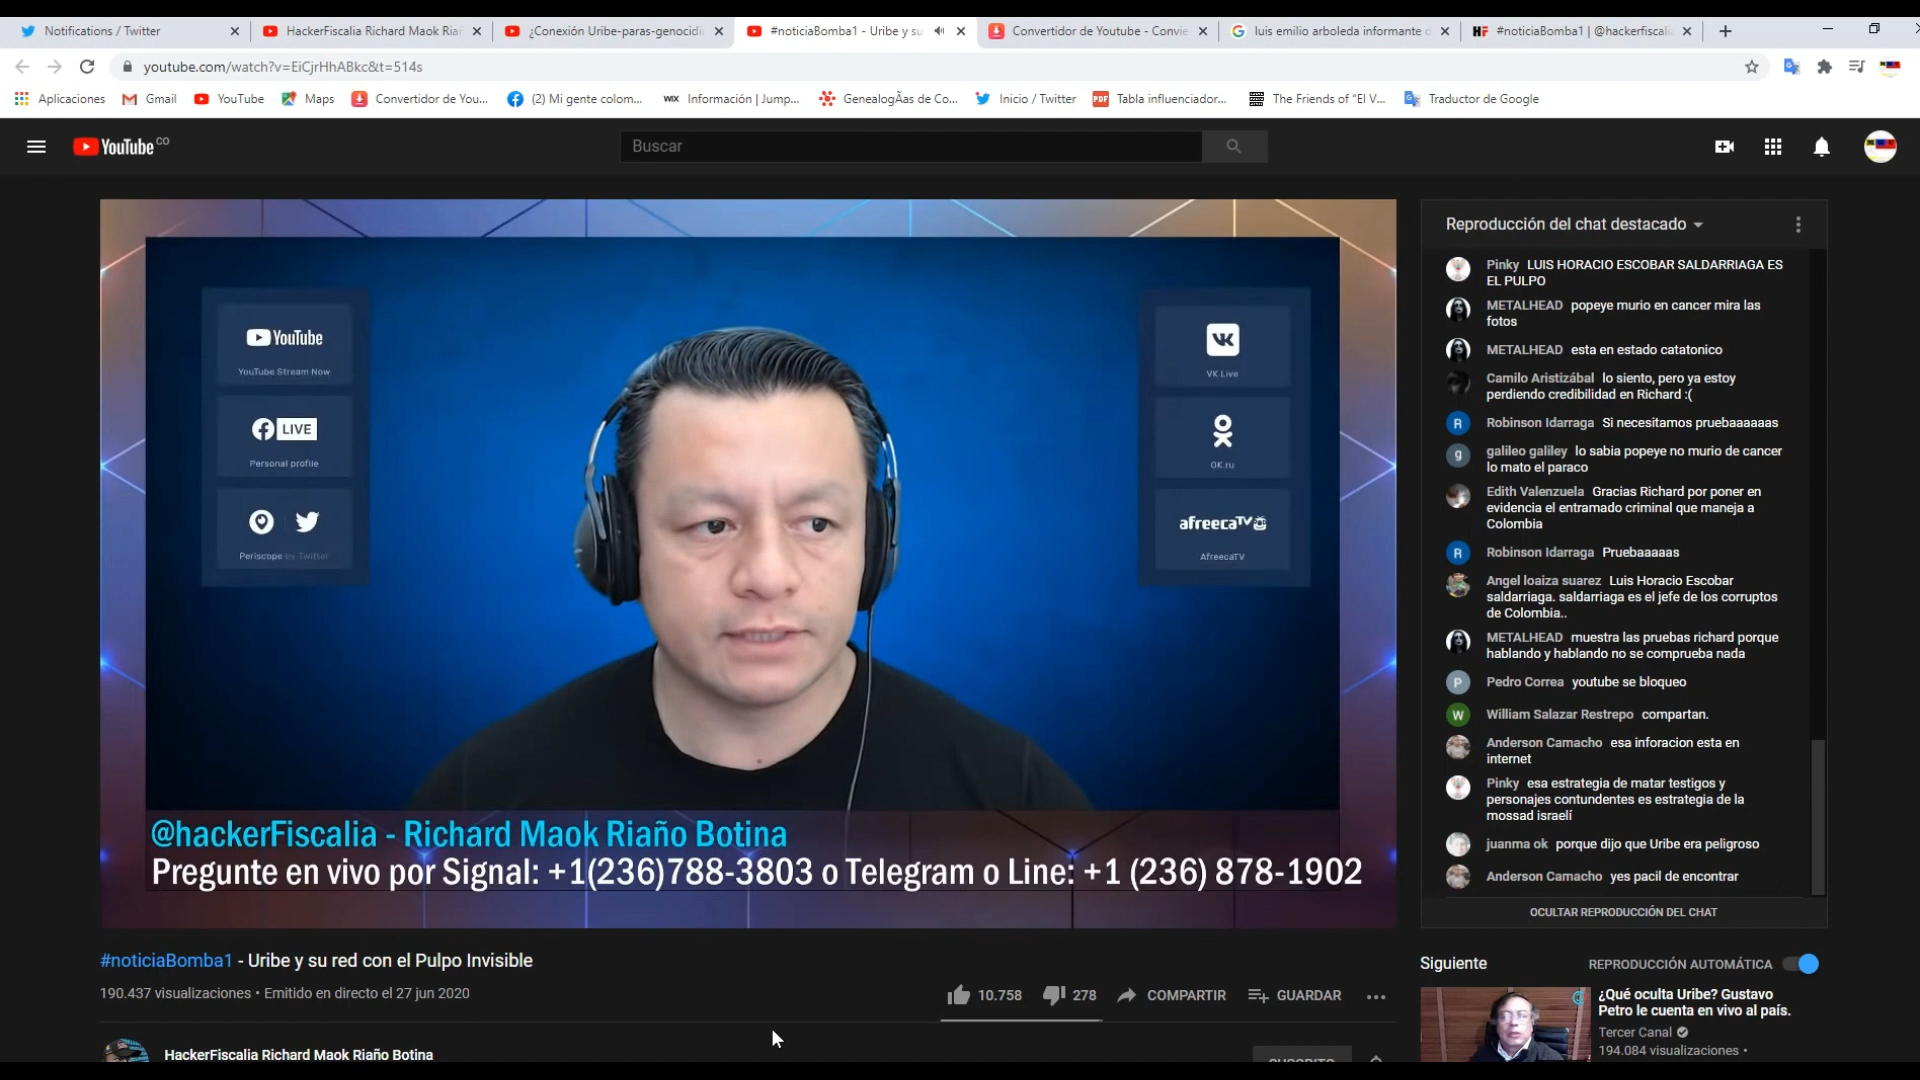 Notifications / Twitter
HackerFiscalia Richard Maok Riañ
¿Conexión Uribe-paras-genocidi
#noticiaBomba1 - Uribe y su
Convertidor de Youtube - Convie
luis emilio arboleda informante d
#noticiaBomba1 | @hackerfiscalia
youtube.com/watch?v=EiCjrHhABkc&t=514s
Aplicaciones
Gmail
YouTube
Maps
Convertidor de You...
(2) Mi gente colom...
WIX Información | Jump...
GenealogÃas de Co...
Inicio / Twitter
PDF Tabla influenciador...
The Friends of “El V...
Traductor de Google
YouTube CO
Buscar
YouTube
YouTube Stream Now
LIVE
Personal profile
Periscope by Twitter
VK Live
OK.ru
afreecaTV
AfreecaTV
@hackerFiscalia - Richard Maok Riaño Botina
Pregunte en vivo por Signal: +1(236)788-3803 o Telegram o Line: +1 (236) 878-1902
Reproducción del chat destacado
Pinky LUIS HORACIO ESCOBAR SALDARRIAGA ES
EL PULPO
METALHEAD popeye murio en cancer mira las
fotos
METALHEAD esta en estado catatonico
Camilo Aristizábal lo siento, pero ya estoy
perdiendo credibilidad en Richard :(
R Robinson Idarraga Si necesitamos pruebaaaaaas
g galileo galiley lo sabia popeye no murio de cancer
lo mato el paraco
Edith Valenzuela Gracias Richard por poner en
evidencia el entramado criminal que maneja a
Colombia
R Robinson Idarraga Pruebaaaaas
Angel loaiza suarez Luis Horacio Escobar
saldarriaga. saldarriaga es el jefe de los corruptos
de Colombia..
METALHEAD muestra las pruebas richard porque
hablando y hablando no se comprueba nada
P Pedro Correa youtube se bloqueo
W William Salazar Restrepo compartan.
Anderson Camacho esa inforacion esta en
internet
Pinky esa estrategia de matar testigos y
personajes contundentes es estrategia de la
mossad israelí
juanma ok porque dijo que Uribe era peligroso
Anderson Camacho yes pacil de encontrar
OCULTAR REPRODUCCIÓN DEL CHAT
#noticiaBomba1 - Uribe y su red con el Pulpo Invisible
190.437 visualizaciones • Emitido en directo el 27 jun 2020
10.758
278
COMPARTIR
GUARDAR
HackerFiscalia Richard Maok Riaño Botina
SUSCRITO
Siguiente
REPRODUCCIÓN AUTOMÁTICA
¿Qué oculta Uribe? Gustavo
Petro le cuenta en vivo al país.
Tercer Canal
194.084 visualizaciones •